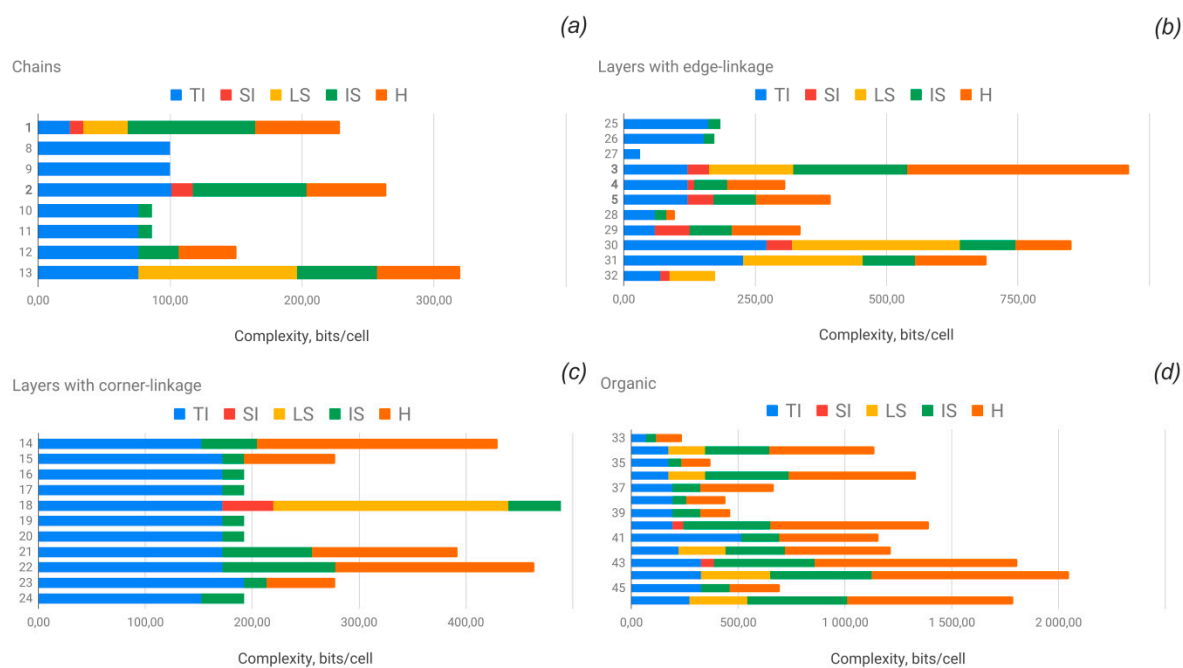 (a)
Chains
TI SI LS IS H
1
8
9
2
10
11
12
13
0,00 100,00 200,00 300,00
Complexity, bits/cell
(b)
Layers with edge-linkage
TI SI LS IS H
25
26
27
3
4
5
28
29
30
31
32
0,00 250,00 500,00 750,00
Complexity, bits/cell
(c)
Layers with corner-linkage
TI SI LS IS H
14
15
16
17
18
19
20
21
22
23
24
0,00 200,00 400,00
Complexity, bits/cell
(d)
Organic
TI SI LS IS H
33
35
37
39
41
43
45
0,00 500,00 1 000,00 1 500,00 2 000,00
Complexity, bits/cell